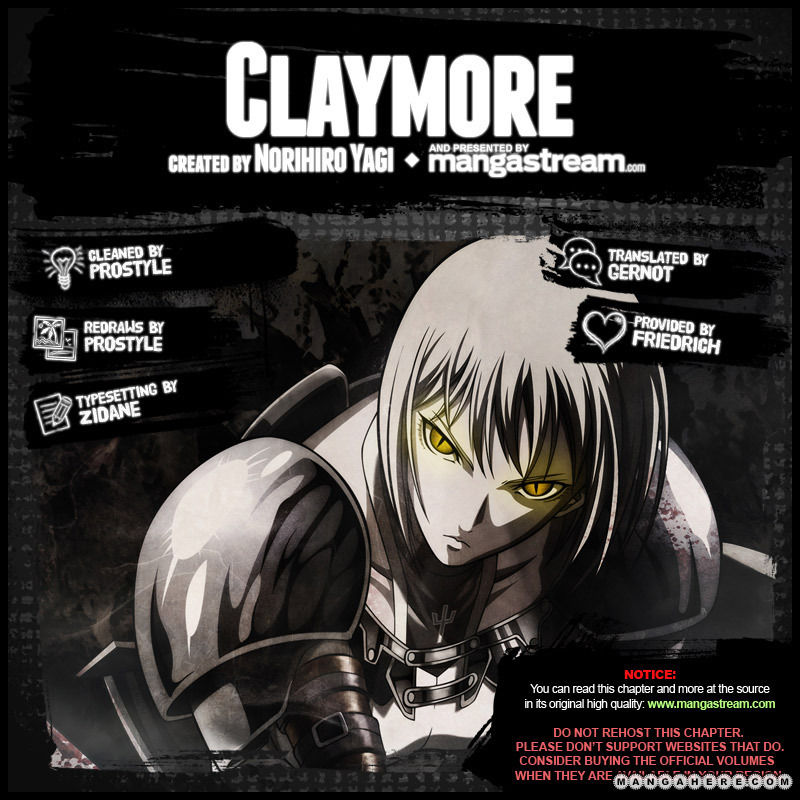 CLAYMORE
CREATED BY NORIHIRO YAGI ◆ AND PRESENTED BY mangastream.com
CLEANED BY
PROSTYLE
REDRAWS BY
PROSTYLE
TYPESETTING BY
ZIDANE
TRANSLATED BY
GERNOT
PROVIDED BY
FRIEDRICH
NOTICE:
You can read this chapter and more at the source
in its original high quality: www.mangastream.com
DO NOT REHOST THIS CHAPTER.
PLEASE DON'T SUPPORT WEBSITES THAT DO.
CONSIDER BUYING THE OFFICIAL VOLUMES
WHEN THEY ARE
MANGAHERE.COM